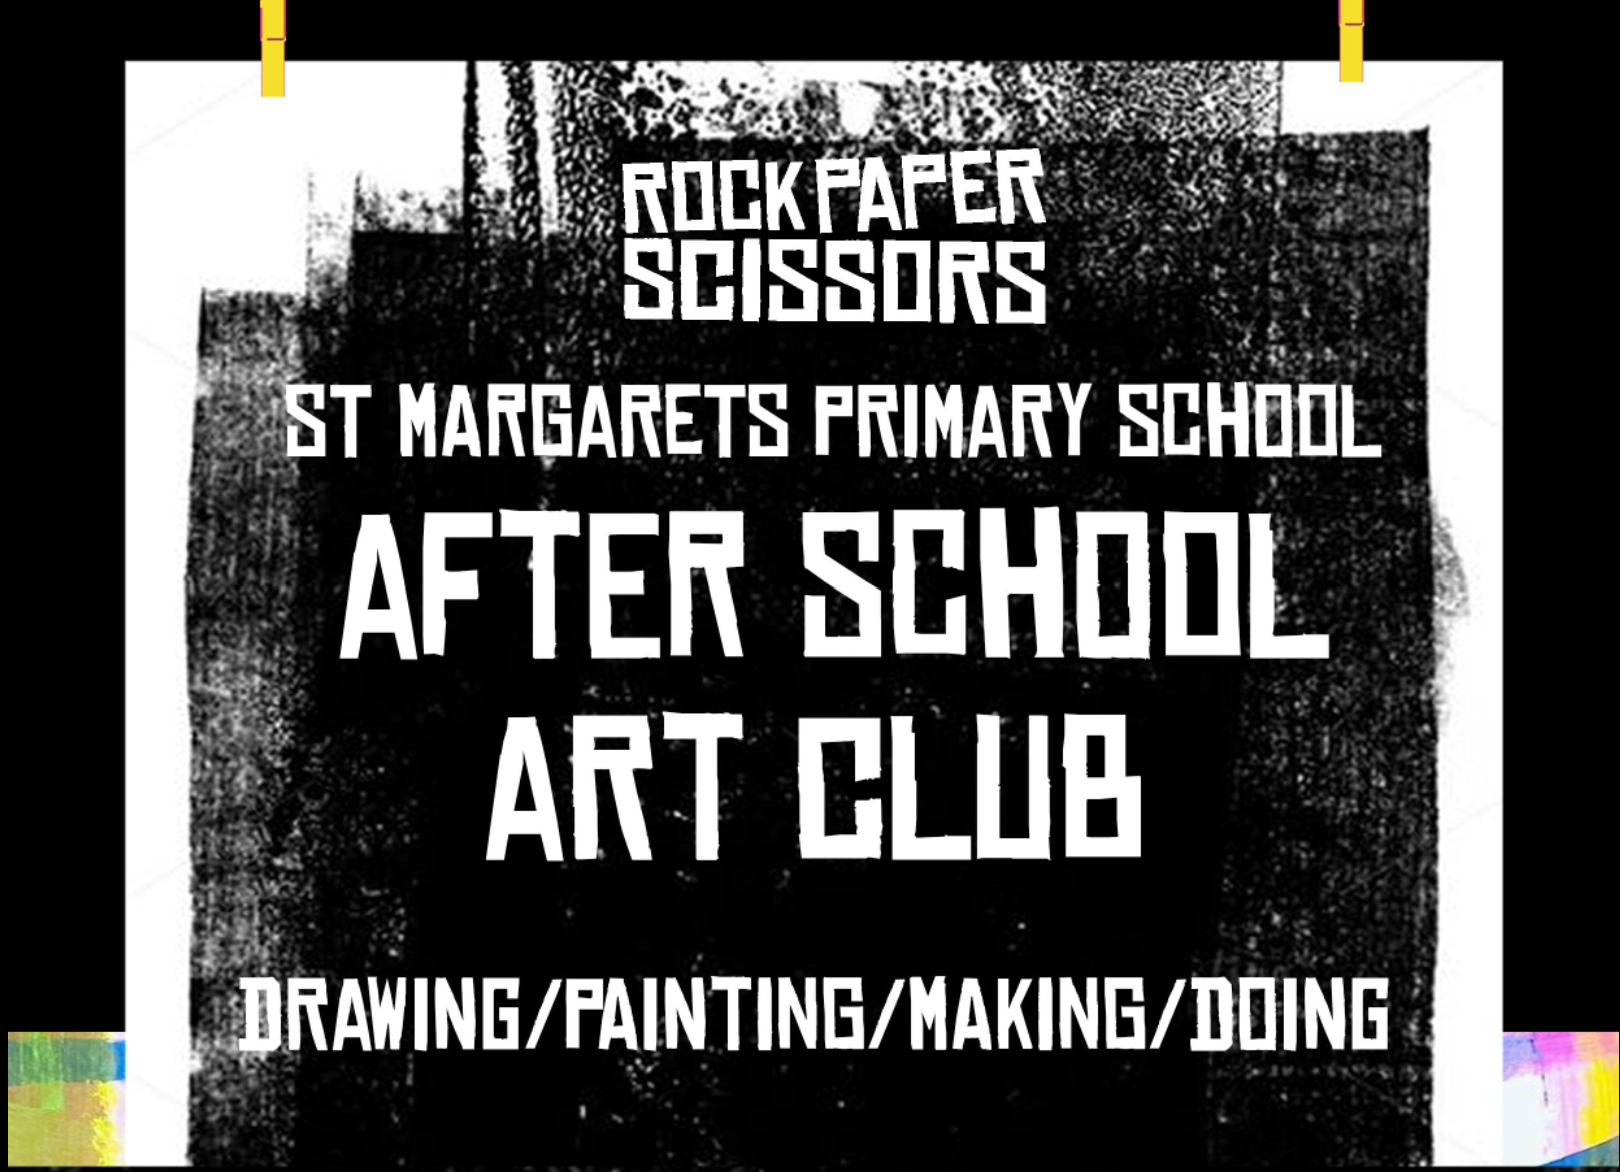 ROCK PAPER
SCISSORS
ST MARGARETS PRIMARY SCHOOL
AFTER SCHOOL
ART CLUB
DRAWING/PAINTING/MAKING/DOING